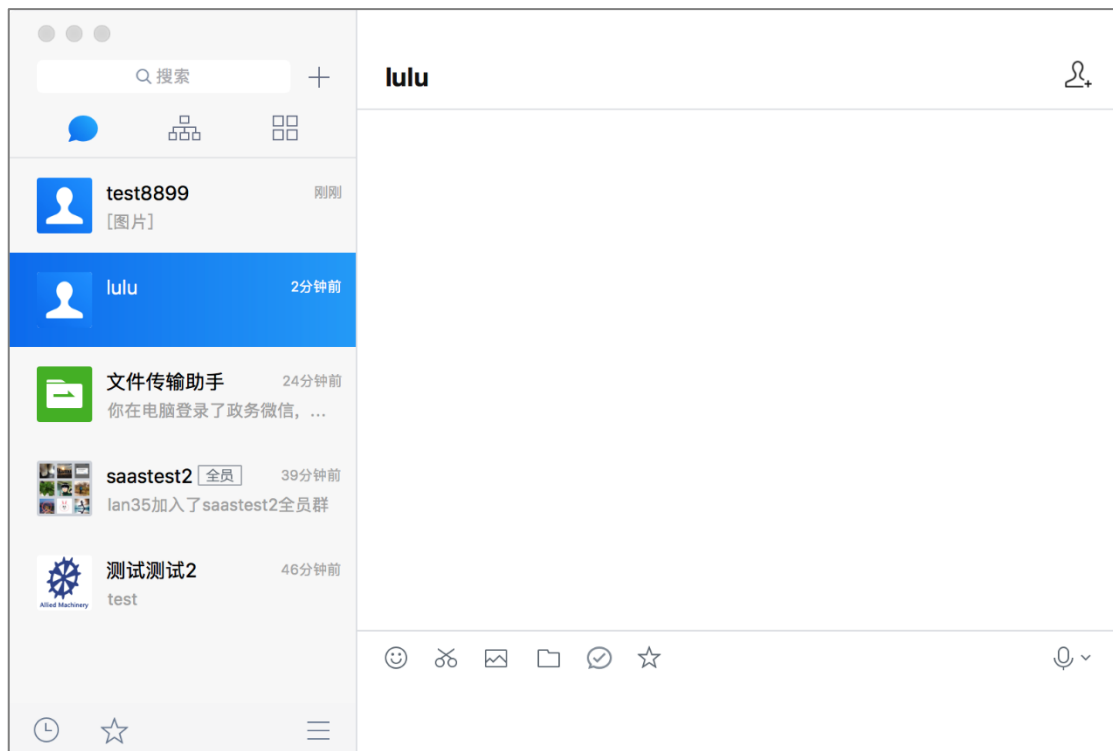 搜索
test8899
刚刚
[图片]
lulu
2分钟前
文件传输助手
24分钟前
你在电脑登录了政务微信，...
saastest2
全员
39分钟前
lan35加入了saastest2全员群
Allied Machinery
测试测试2
46分钟前
test
lulu